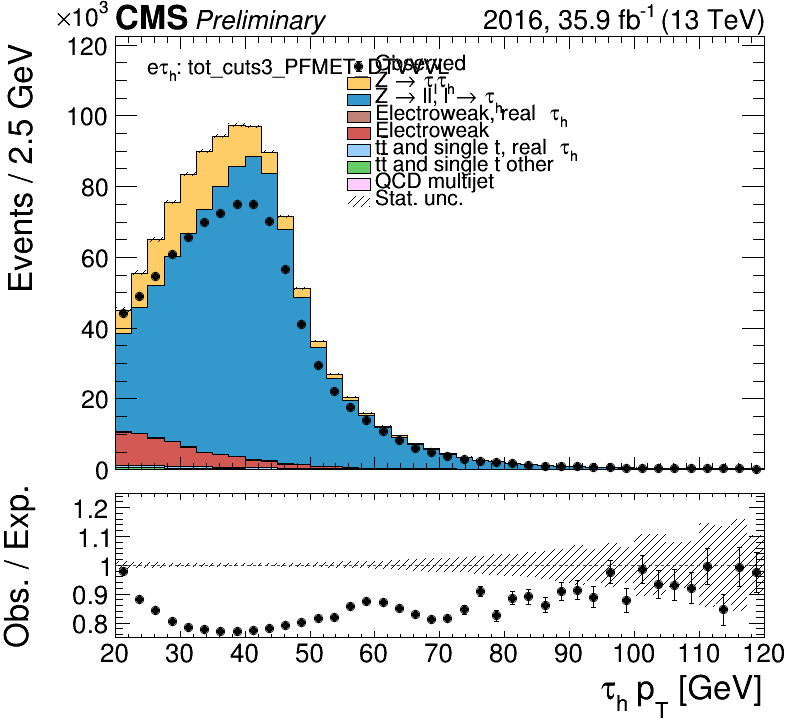 ×10³ CMS Preliminary 2016, 35.9 fb⁻¹ (13 TeV)
eτh: tot_cuts3_PFMET_DTVVVL
Observed
Z → τlτh
Z → ll, l → τh
Electroweak, real τh
Electroweak
tt̄ and single t, real τh
tt̄ and single t other
QCD multijet
Stat. unc.
Events / 2.5 GeV
120
100
80
60
40
20
0
Obs. / Exp.
1.2
1.1
1
0.9
0.8
20 30 40 50 60 70 80 90 100 110 120
τh pT [GeV]